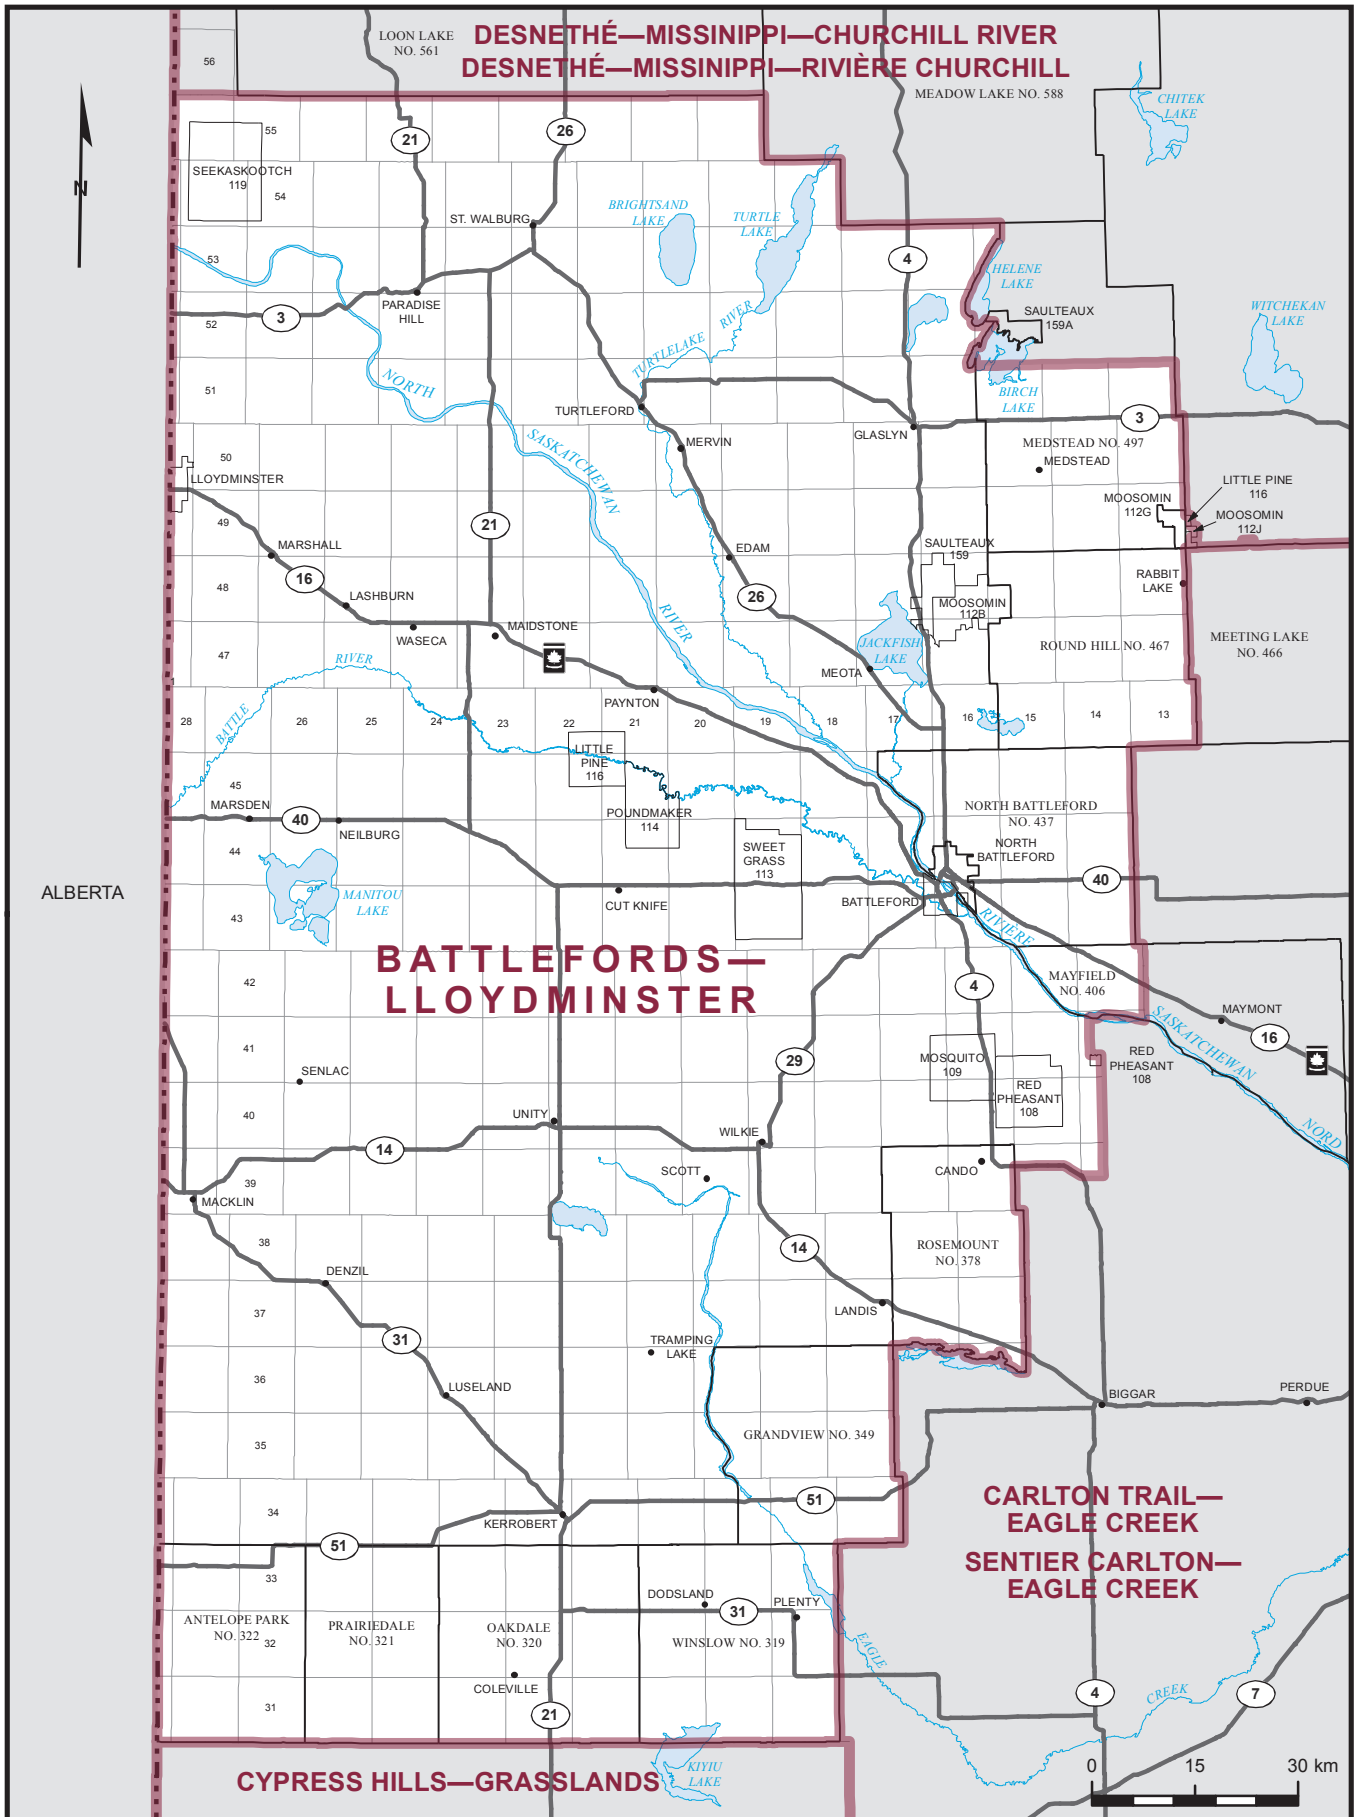 LOON LAKE
NO. 561
DESNETHÉ—MISSINIPPI—CHURCHILL RIVER
DESNETHÉ—MISSINIPPI—RIVIÈRE CHURCHILL
MEADOW LAKE NO. 588
56
CHITEK
LAKE
55
21
26
N
SEEKASKOOTCH
119
54
ST. WALBURG
BRIGHTSAND
LAKE
TURTLE
LAKE
53
4
HELENE
LAKE
PARADISE
HILL
3
52
SAULTEAUX
159A
WITCHEKAN
LAKE
TURTLELAKE RIVER
51
NORTH
BIRCH
LAKE
TURTLEFORD
3
GLASLYN
MERVIN
MEDSTEAD NO. 497
MEDSTEAD
50
SASKATCHEWAN
LLOYDMINSTER
LITTLE PINE
116
MOOSOMIN
112G
MOOSOMIN
112J
49
21
MARSHALL
EDAM
SAULTEAUX
159
16
48
LASHBURN
26
RABBIT
LAKE
MOOSOMIN
112B
RIVER
WASECA
MAIDSTONE
JACKFISH
LAKE
ROUND HILL NO. 467
MEETING LAKE
NO. 466
47
RIVER
MEOTA
PAYNTON
BATTLE
28
26
25
24
23
22
21
20
19
18
17
16
15
14
13
LITTLE
PINE
116
45
MARSDEN
40
NEILBURG
POUNDMAKER
114
NORTH BATTLEFORD
NO. 437
44
SWEET
GRASS
113
NORTH
BATTLEFORD
40
ALBERTA
MANITOU
LAKE
CUT KNIFE
BATTLEFORD
43
RIVIÈRE
BATTLEFORDS—
LLOYDMINSTER
42
4
MAYFIELD
NO. 406
SASKATCHEWAN
MAYMONT
16
41
29
MOSQUITO
109
RED
PHEASANT
108
RED
PHEASANT
108
SENLAC
40
UNITY
WILKIE
NORD
14
SCOTT
CANDO
39
MACKLIN
38
14
ROSEMOUNT
NO. 378
DENZIL
37
LANDIS
31
TRAMPING
LAKE
36
LUSELAND
BIGGAR
PERDUE
35
GRANDVIEW NO. 349
34
51
CARLTON TRAIL—
EAGLE CREEK
KERROBERT
51
SENTIER CARLTON—
EAGLE CREEK
33
DODSLAND
31
PLENTY
ANTELOPE PARK
NO. 322
32
PRAIRIEDALE
NO. 321
OAKDALE
NO. 320
WINSLOW NO. 319
EAGLE
COLEVILLE
CREEK
4
7
31
21
0 15 30 km
KIYIU
LAKE
CYPRESS HILLS—GRASSLANDS